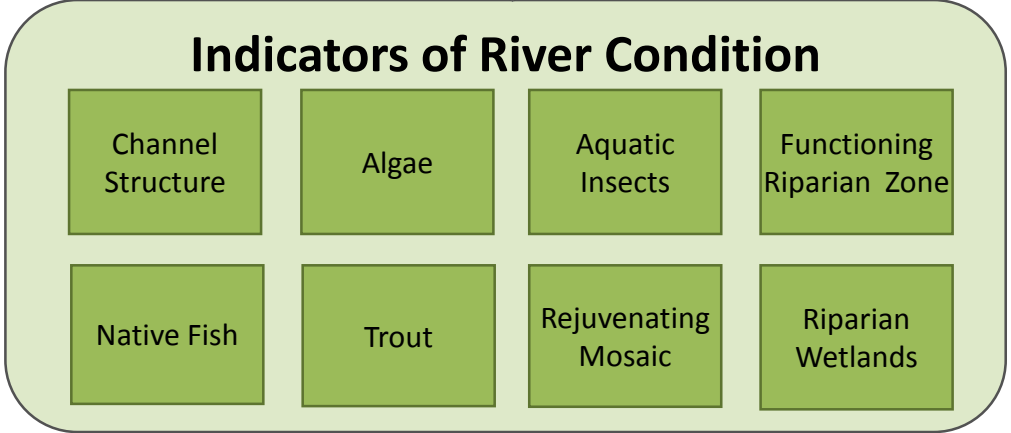 Indicators of River Condition
Channel
Structure
Algae
Aquatic
Insects
Functioning
Riparian Zone
Native Fish
Trout
Rejuvenating
Mosaic
Riparian
Wetlands